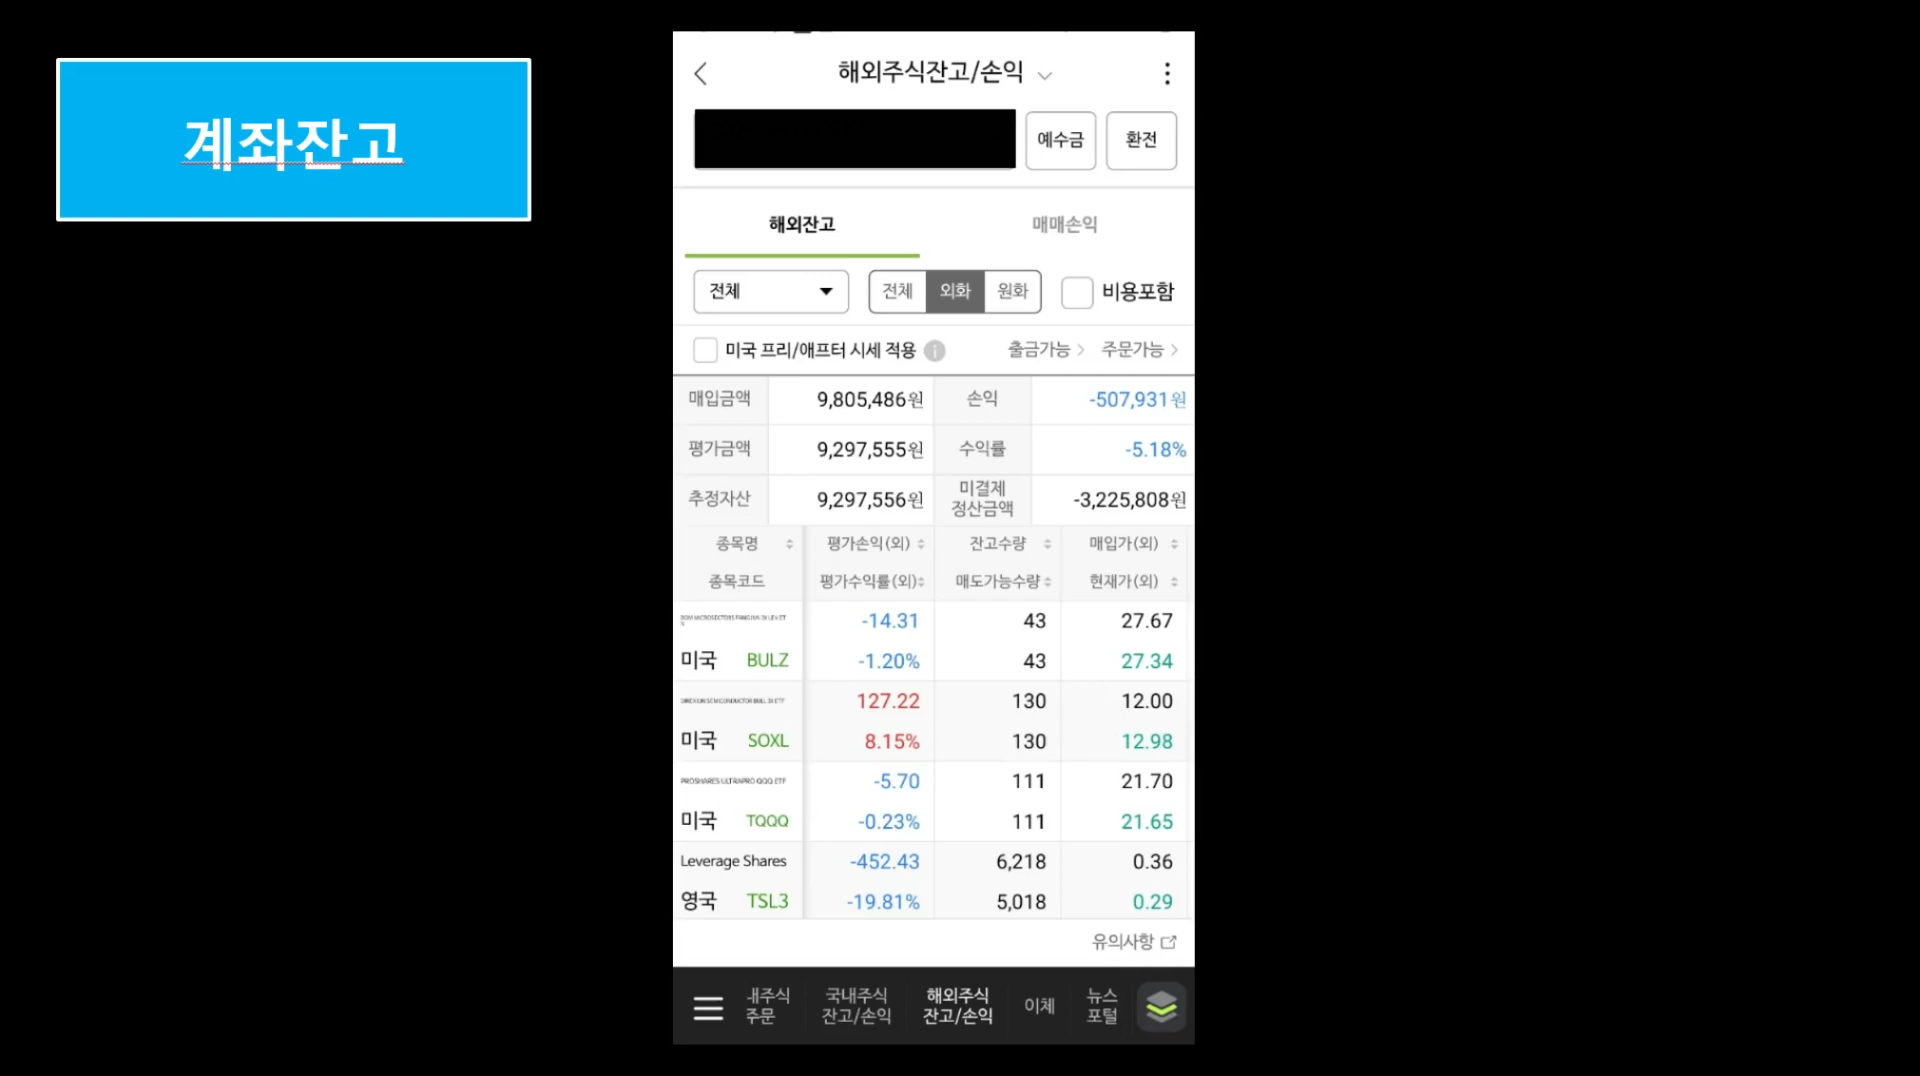 계좌잔고
해외주식잔고/손익
예수금 환전
해외잔고 매매손익
전체 전체 외화 원화 비용포함
미국 프리/애프터 시세 적용 출금가능 주문가능
매입금액 9,805,486원 손익 -507,931원
평가금액 9,297,555원 수익률 -5.18%
추정자산 9,297,556원 미결제 정산금액 -3,225,808원
종목명 평가손익(외) 잔고수량 매입가(외)
종목코드 평가수익률(외) 매도가능수량 현재가(외)
-14.31 43 27.67
미국 BULZ -1.20% 43 27.34
DIREXION SEMICONDUCTOR BULL 3X ETF 127.22 130 12.00
미국 SOXL 8.15% 130 12.98
PROSHARES ULTRAPRO QQQ ETF -5.70 111 21.70
미국 TQQQ -0.23% 111 21.65
Leverage Shares -452.43 6,218 0.36
영국 TSL3 -19.81% 5,018 0.29
유의사항
내주식 주문 국내주식 잔고/손익 해외주식 잔고/손익 이체 뉴스 포털